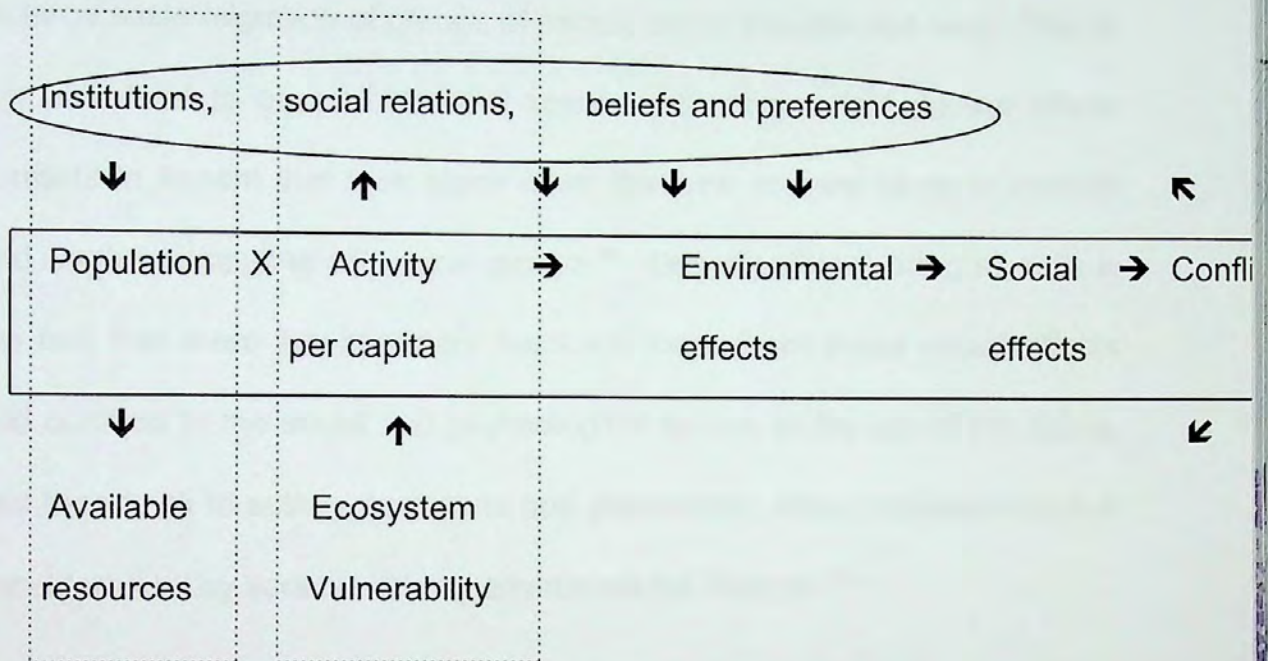 Institutions, social relations, beliefs and preferences
↓ ↑ ↓ ↓ ↓ ↖
Population X Activity → Environmental → Social → Confli
per capita effects effects
↓ ↑ ↙
Available Ecosystem
resources Vulnerability